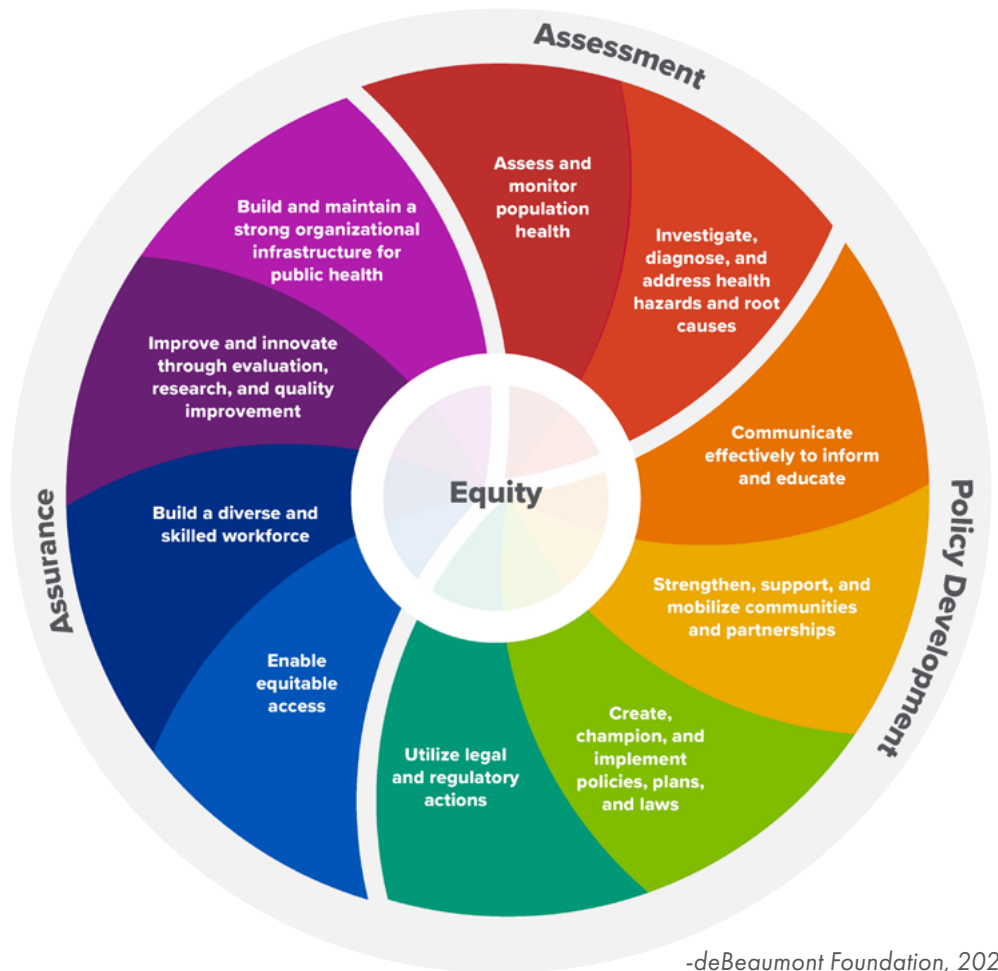 Assessment
Assess and
monitor
population
health
Investigate,
diagnose, and
address health
hazards and root
causes
Communicate
effectively to inform
and educate
Strengthen, support, and
mobilize communities
and partnerships
Policy Development
Create,
champion, and
implement
policies, plans,
and laws
Utilize legal
and regulatory
actions
Enable
equitable
access
Build a diverse and
skilled workforce
Assurance
Improve and innovate
through evaluation,
research, and quality
improvement
Build and maintain a
strong organizational
infrastructure for
public health
Equity
-deBeaumont Foundation, 202